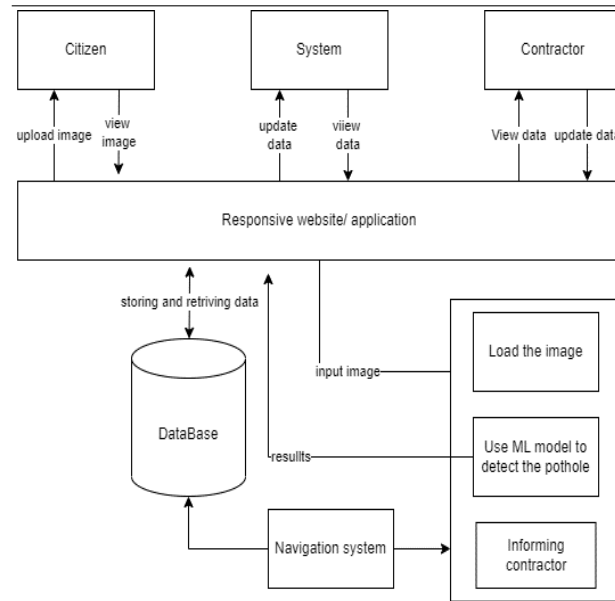 Citizen
System
Contractor
upload image
view
image
update
data
viiew
data
View data
update data
Responsive website/ application
storing and retriving data
input image
Load the image
DataBase
Use ML model to
detect the pothole
resullts
Navigation system
Informing
contractor